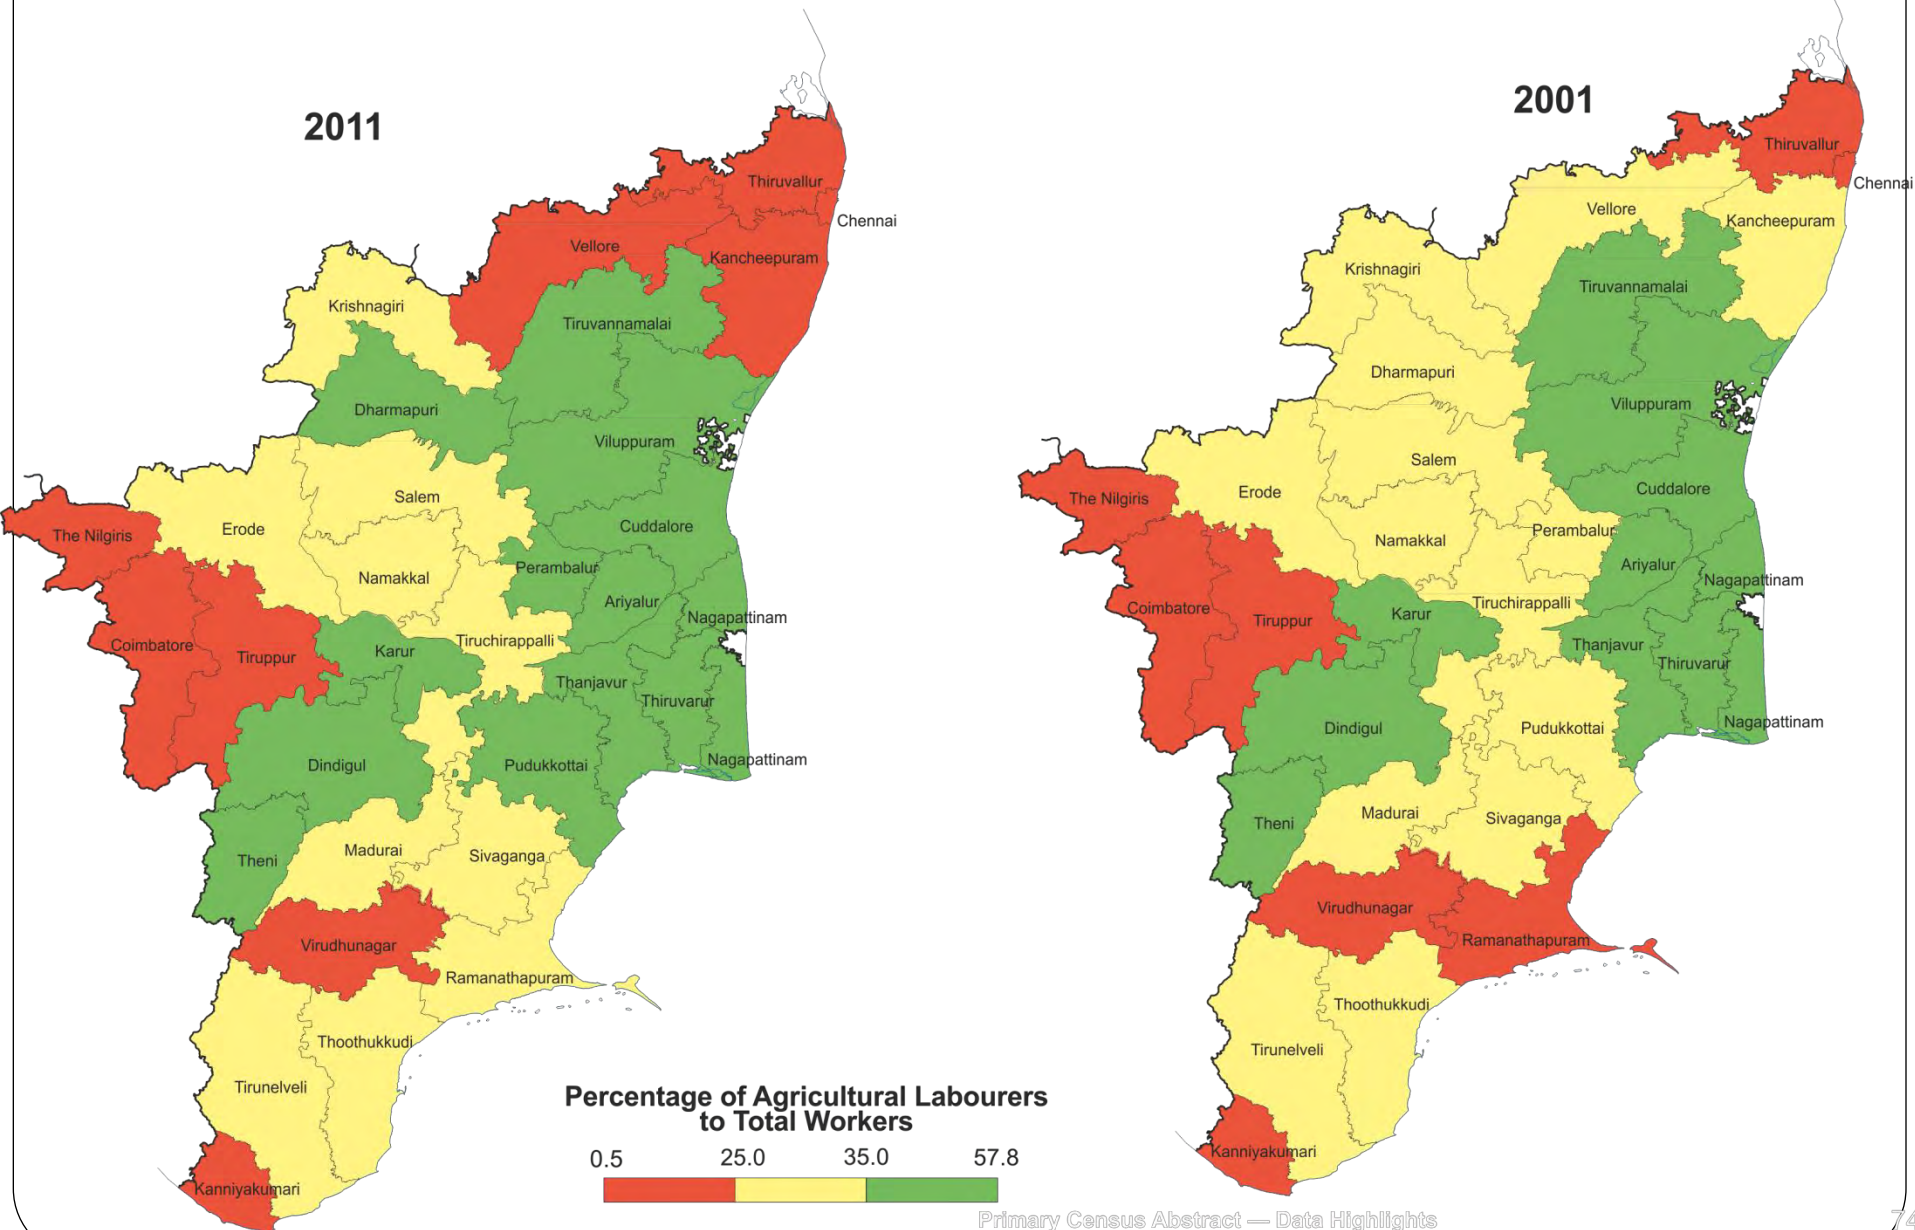 2011
Thiruvallur
Chennai
Vellore
Kancheepuram
Krishnagiri
Tiruvannamalai
Dharmapuri
Viluppuram
Salem
Cuddalore
Erode
The Nilgiris
Perambalur
Namakkal
Ariyalur
Nagapattinam
Tiruchirappalli
Coimbatore
Karur
Tiruppur
Thanjavur
Thiruvarur
Nagapattinam
Dindigul
Pudukkottai
Madurai
Sivaganga
Theni
Virudhunagar
Ramanathapuram
Thoothukkudi
Tirunelveli
Kanniyakumari
2001
Thiruvallur
Chennai
Vellore
Kancheepuram
Krishnagiri
Tiruvannamalai
Dharmapuri
Viluppuram
Salem
Cuddalore
Erode
The Nilgiris
Perambalur
Namakkal
Ariyalur
Nagapattinam
Tiruchirappalli
Coimbatore
Karur
Tiruppur
Thanjavur
Thiruvarur
Nagapattinam
Dindigul
Pudukkottai
Madurai
Sivaganga
Theni
Virudhunagar
Ramanathapuram
Thoothukkudi
Tirunelveli
Kanniyakumari
Percentage of Agricultural Labourers
to Total Workers
0.5 25.0 35.0 57.8
Primary Census Abstract — Data Highlights 74